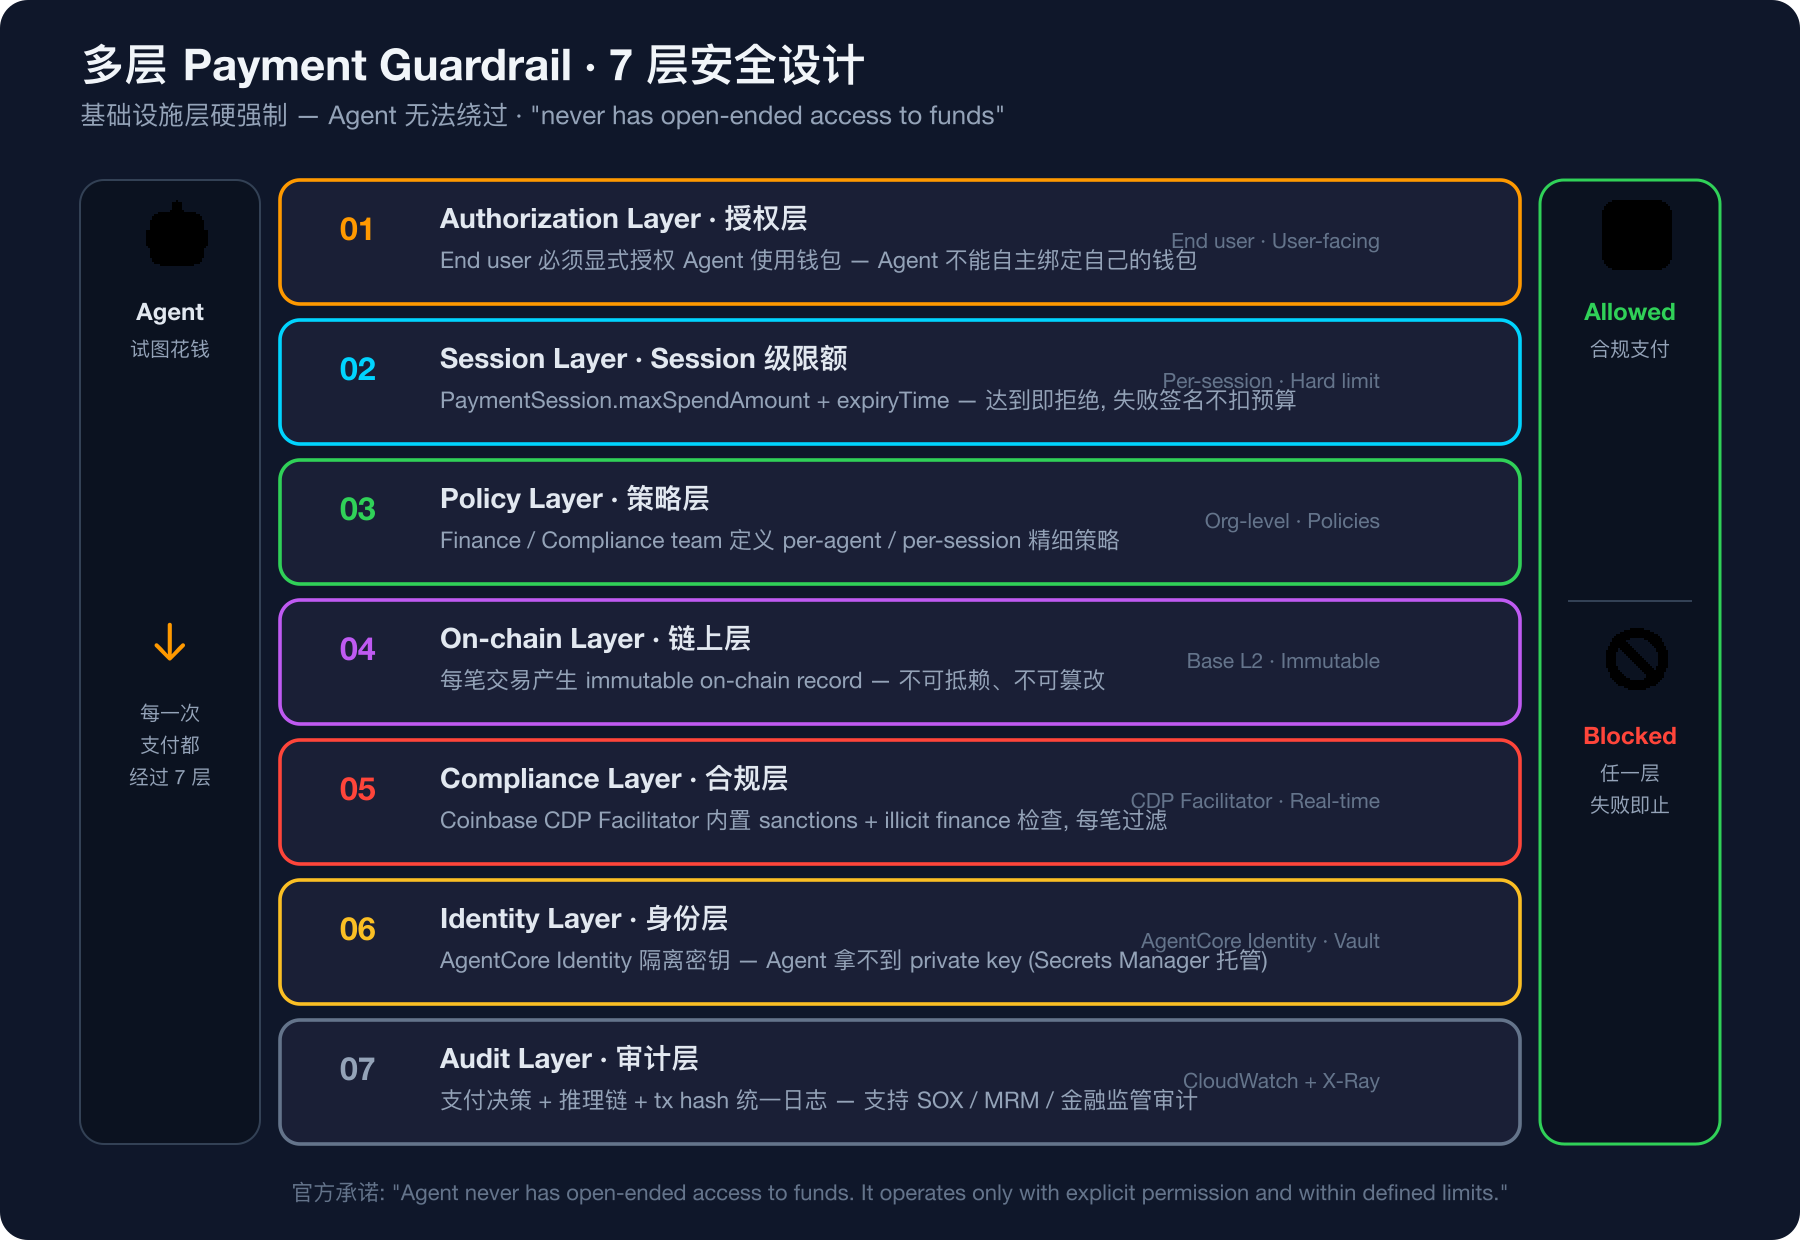 多层 Payment Guardrail · 7 层安全设计
基础设施层硬强制 — Agent 无法绕过 · "never has open-ended access to funds"
Agent
试图花钱
每一次
支付都
经过 7 层
01
Authorization Layer · 授权层
End user · User-facing
End user 必须显式授权 Agent 使用钱包 — Agent 不能自主绑定自己的钱包
02
Session Layer · Session 级限额
Per-session · Hard limit
PaymentSession.maxSpendAmount + expiryTime — 达到即拒绝, 失败签名不扣预算
03
Policy Layer · 策略层
Org-level · Policies
Finance / Compliance team 定义 per-agent / per-session 精细策略
04
On-chain Layer · 链上层
Base L2 · Immutable
每笔交易产生 immutable on-chain record — 不可抵赖、不可篡改
05
Compliance Layer · 合规层
CDP Facilitator · Real-time
Coinbase CDP Facilitator 内置 sanctions + illicit finance 检查, 每笔过滤
06
Identity Layer · 身份层
AgentCore Identity · Vault
AgentCore Identity 隔离密钥 — Agent 拿不到 private key (Secrets Manager 托管)
07
Audit Layer · 审计层
CloudWatch + X-Ray
支付决策 + 推理链 + tx hash 统一日志 — 支持 SOX / MRM / 金融监管审计
Allowed
合规支付
Blocked
任一层
失败即止
官方承诺: "Agent never has open-ended access to funds. It operates only with explicit permission and within defined limits."